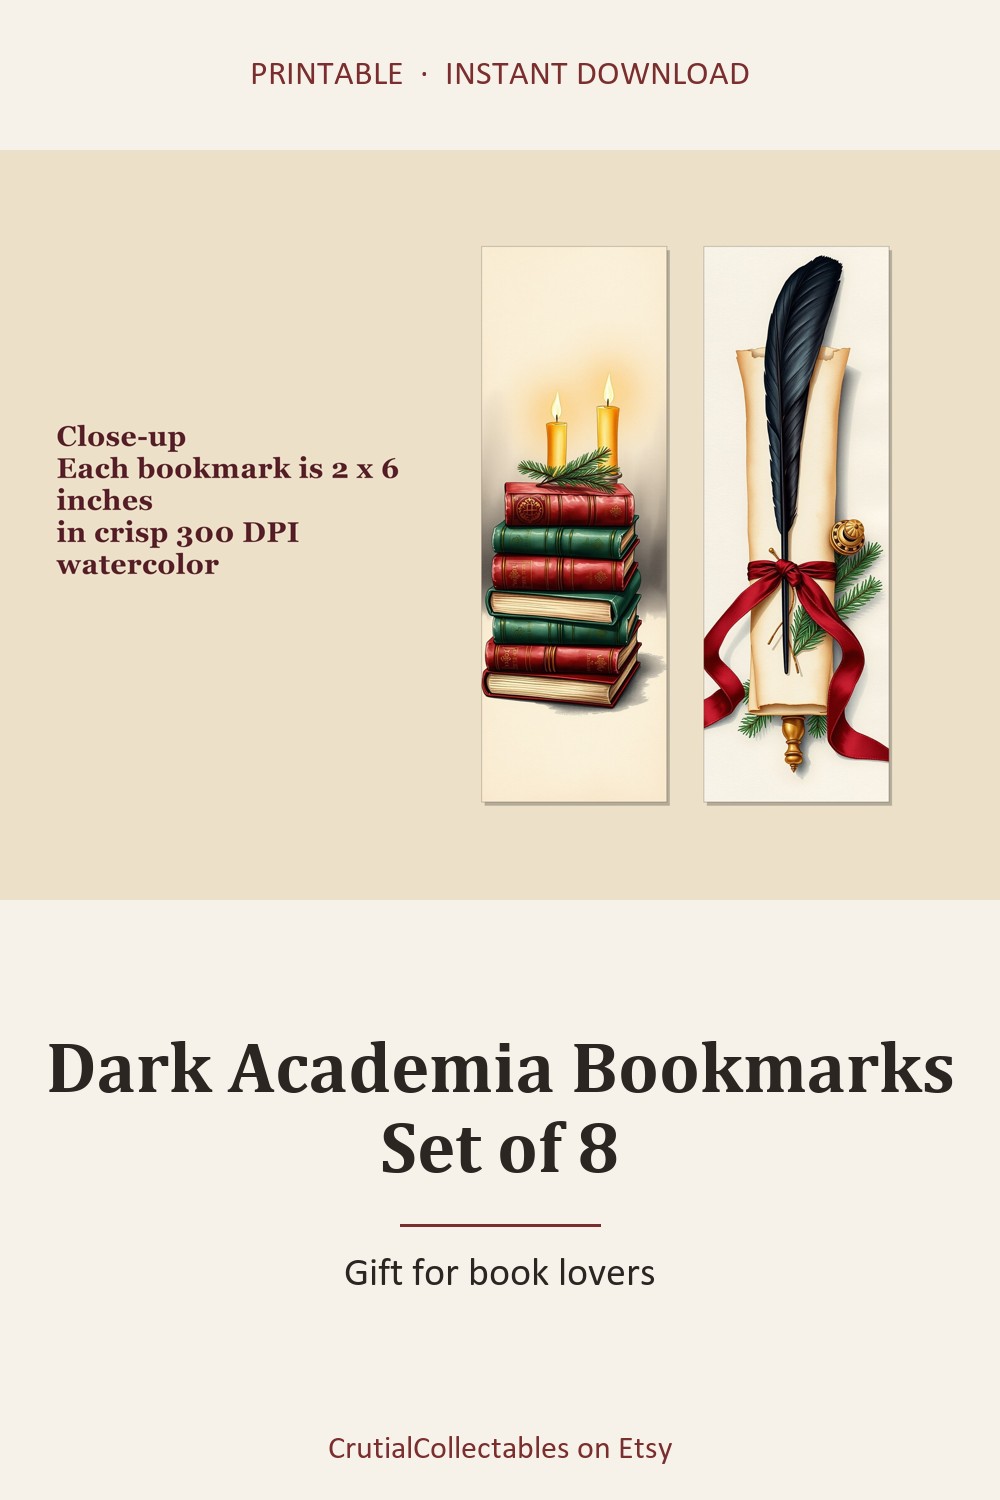 PRINTABLE · INSTANT DOWNLOAD
Close-up
Each bookmark is 2 x 6
inches
in crisp 300 DPI
watercolor
Dark Academia Bookmarks
Set of 8
Gift for book lovers
CrutialCollectables on Etsy